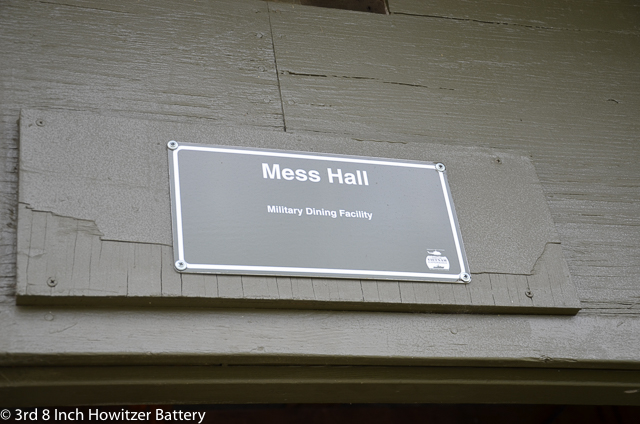 Mess Hall
Military Dining Facility
© 3rd 8 Inch Howitzer Battery